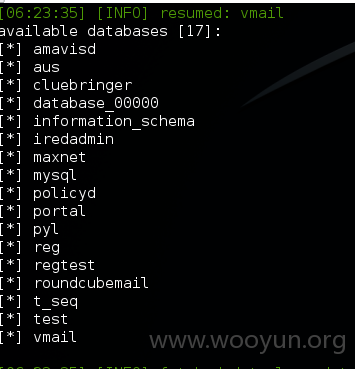 [06:23:35] [INFO] resumed: vmail
available databases [17]:
[*] amavisd
[*] aus
[*] cluebringer
[*] database_00000
[*] information_schema
[*] iredadmin
[*] maxnet
[*] mysql
[*] policyd
[*] portal
[*] pyl
[*] reg
[*] regtest
[*] roundcubemail
[*] t_seq
[*] test
[*] vmail
www.wooyun.org